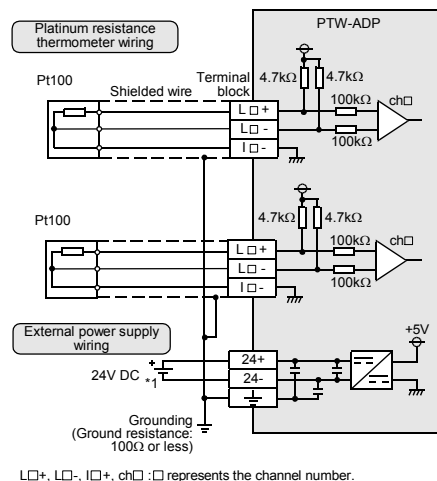 Platinum resistance
thermometer wiring
PTW-ADP
Pt100
Shielded wire
Terminal
block
4.7kΩ
4.7kΩ
100kΩ
ch□
L□+
L□-
I□-
100kΩ
Pt100
4.7kΩ
4.7kΩ
100kΩ
ch□
L□+
L□-
I□-
100kΩ
External power supply
wiring
24V DC
+
-
*1
24+
24-
+5V
Grounding
(Ground resistance:
100Ω or less)
L□+, L□-, I□+, ch□ :□ represents the channel number.